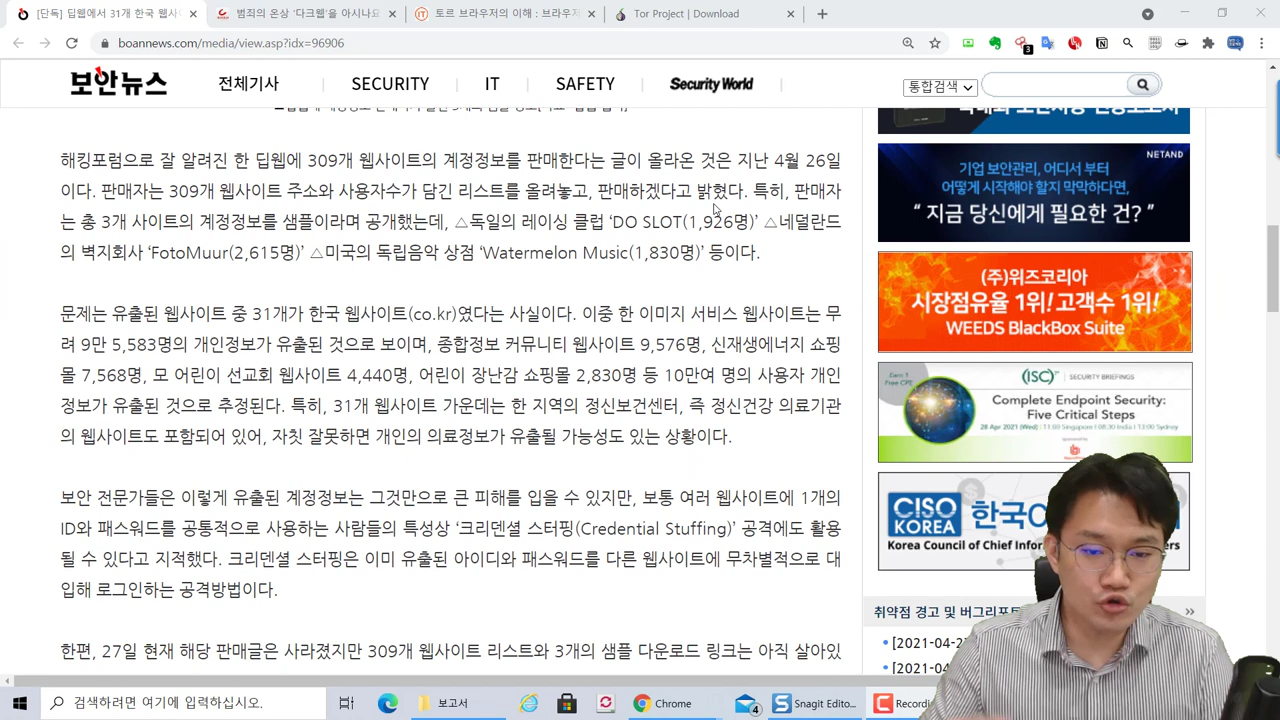 [단독] 딥웹에서 31개 한국 웹사
범죄의 온상 ‘다크웹’을 아시나요
토르 브라우저의 이해 : 브라우저
Tor Project | Download
boannews.com/media/view.asp?idx=96906
3
보안뉴스
전체기사
SECURITY
IT
SAFETY
Security World
통합검색
해킹포럼으로 잘 알려진 한 딥웹에 309개 웹사이트의 계정정보를 판매한다는 글이 올라온 것은 지난 4월 26일
이다. 판매자는 309개 웹사이트 주소와 사용자수가 담긴 리스트를 올려놓고, 판매하겠다고 밝혔다. 특히, 판매자
는 총 3개 사이트의 계정정보를 샘플이라며 공개했는데, △독일의 레이싱 클럽 ‘DO SLOT(1,926명)’ △네덜란드
의 벽지회사 ‘FotoMuur(2,615명)’ △미국의 독립음악 상점 ‘Watermelon Music(1,830명)’ 등이다.
문제는 유출된 웹사이트 중 31개가 한국 웹사이트(co.kr)였다는 사실이다. 이중 한 이미지 서비스 웹사이트는 무
려 9만 5,583명의 개인정보가 유출된 것으로 보이며, 종합정보 커뮤니티 웹사이트 9,576명, 신재생에너지 쇼핑
몰 7,568명, 모 어린이 선교회 웹사이트 4,440명, 어린이 장난감 쇼핑몰 2,830명 등 10만여 명의 사용자 개인
정보가 유출된 것으로 추정된다. 특히, 31개 웹사이트 가운데는 한 지역의 정신보건센터, 즉 정신건강 의료기관
의 웹사이트도 포함되어 있어, 자칫 잘못하면 개인의 의료정보가 유출될 가능성도 있는 상황이다.
보안 전문가들은 이렇게 유출된 계정정보는 그것만으로 큰 피해를 입을 수 있지만, 보통 여러 웹사이트에 1개의
ID와 패스워드를 공통적으로 사용하는 사람들의 특성상 ‘크리덴셜 스터핑(Credential Stuffing)’ 공격에도 활용
될 수 있다고 지적했다. 크리덴셜 스터핑은 이미 유출된 아이디와 패스워드를 다른 웹사이트에 무차별적으로 대
입해 로그인하는 공격방법이다.
한편, 27일 현재 해당 판매글은 사라졌지만 309개 웹사이트 리스트와 3개의 샘플 다운로드 링크는 아직 살아있
NETAND
기업 보안관리, 어디서 부터
어떻게 시작해야 할지 막막하다면,
“ 지금 당신에게 필요한 건? ”
(주)위즈코리아
시장점유율 1위! 고객수 1위!
WEEDS BlackBox Suite
Earn 1
Free CPE
(ISC)² SECURITY BRIEFINGS
Complete Endpoint Security:
Five Critical Steps
28 Apr 2021 (Wed) | 11.00 Singapore | 08:30 India | 13:00 Sydney
CISO
KOREA
한국
Korea Council of Chief Infor
ers
취약점 경고 및 버그리포트
[2021-04-2
[2021-04-
검색하려면 여기에 입력하십시오.
보고서
Chrome
4
Snagit Edito...
Record